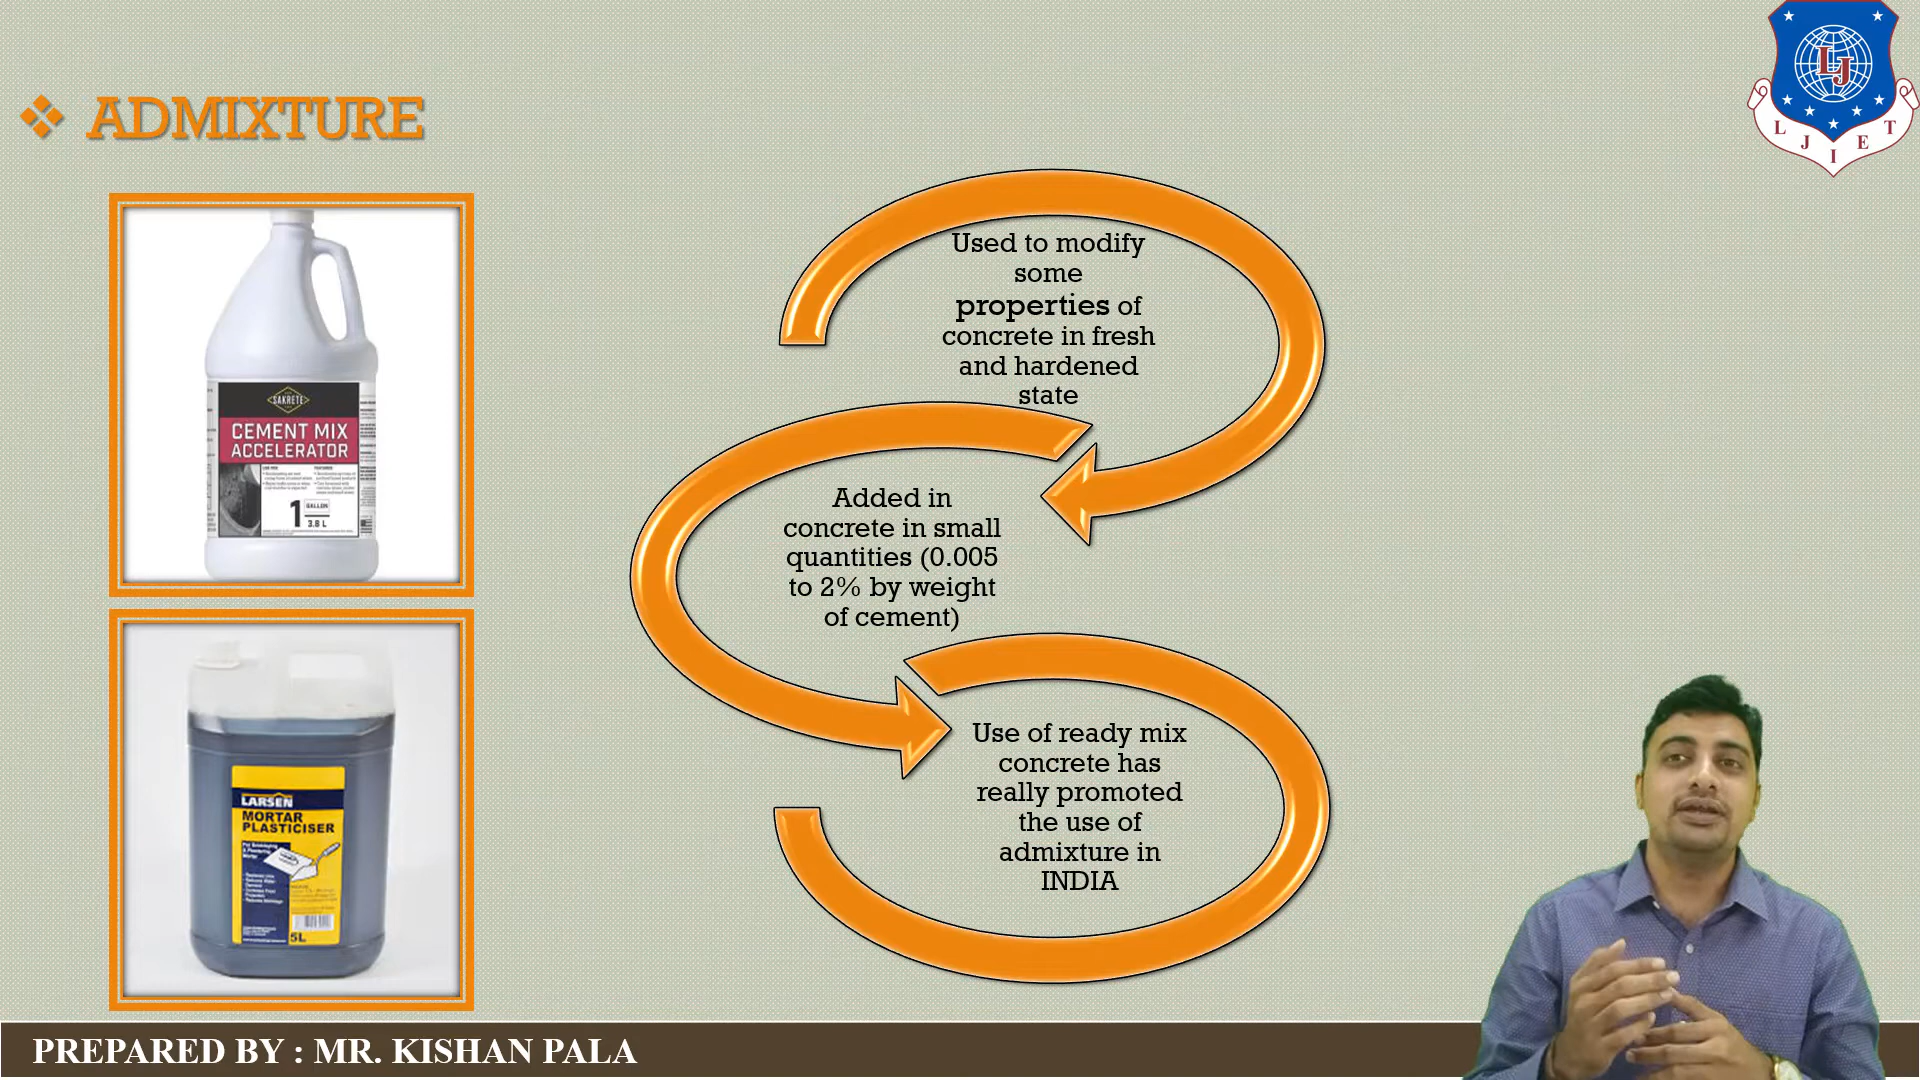 ADMIXTURE
L J I E T
LJ
SAKRETE
CEMENT MIX
ACCELERATOR
1 GALLON
3.8 L
LARSEN
MORTAR
PLASTICISER
5L
Used to modify
some
properties of
concrete in fresh
and hardened
state
Added in
concrete in small
quantities (0.005
to 2% by weight
of cement)
Use of ready mix
concrete has
really promoted
the use of
admixture in
INDIA
PREPARED BY : MR. KISHAN PALA